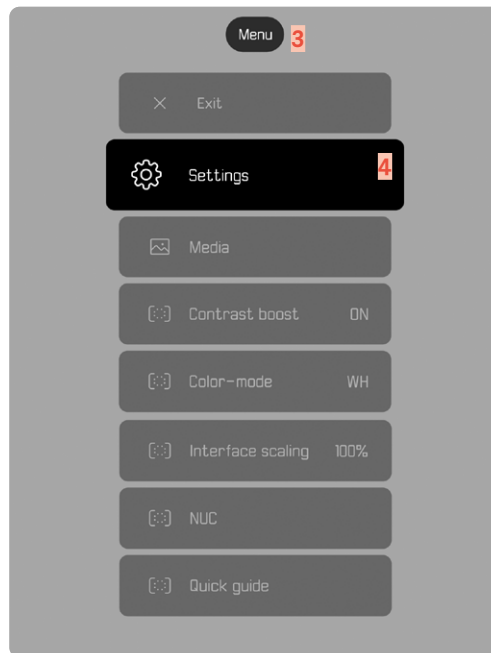 Menu 3
Exit
Settings 4
Media
Contrast boost ON
Color-mode WH
Interface scaling 100%
NUC
Quick guide